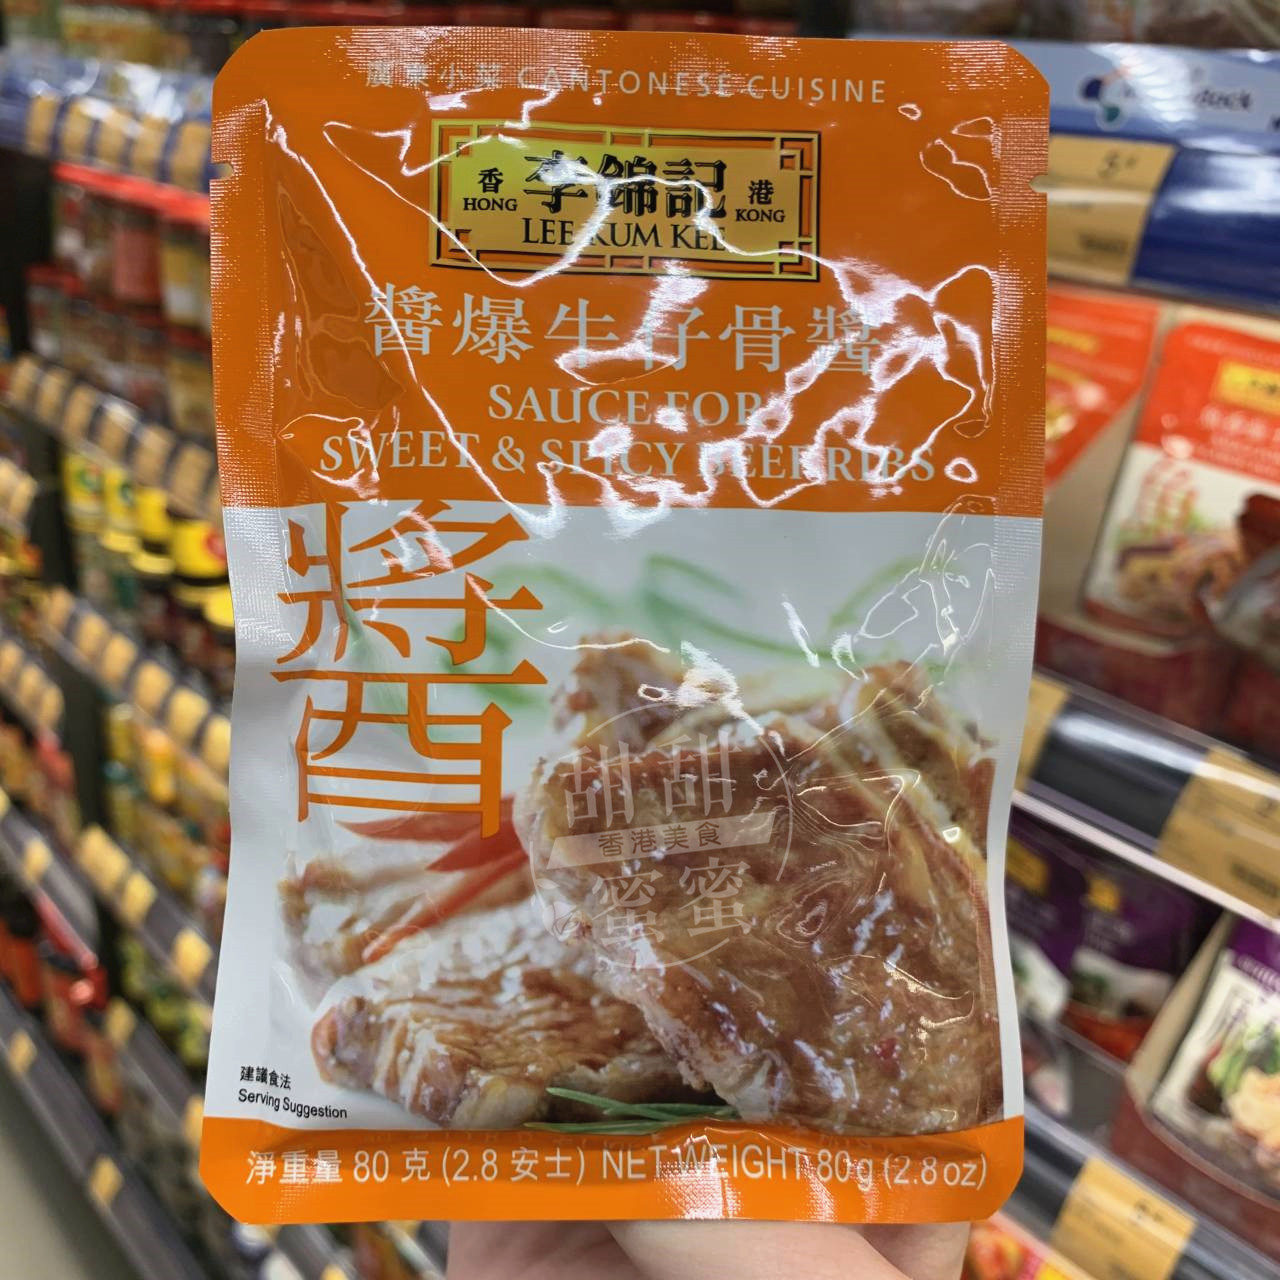 廣東小菜 CANTONESE CUISINE
香 李錦記 港
HONG LEE KUM KEE KONG
醬爆牛仔骨醬
SAUCE FOR
SWEET & SPICY BEEF RIBS
醬
甜甜
香港美食
蜜蜜
建議食法
Serving Suggestion
淨重量 80 克 (2.8 安士) NET WEIGHT 80g (2.8 oz)